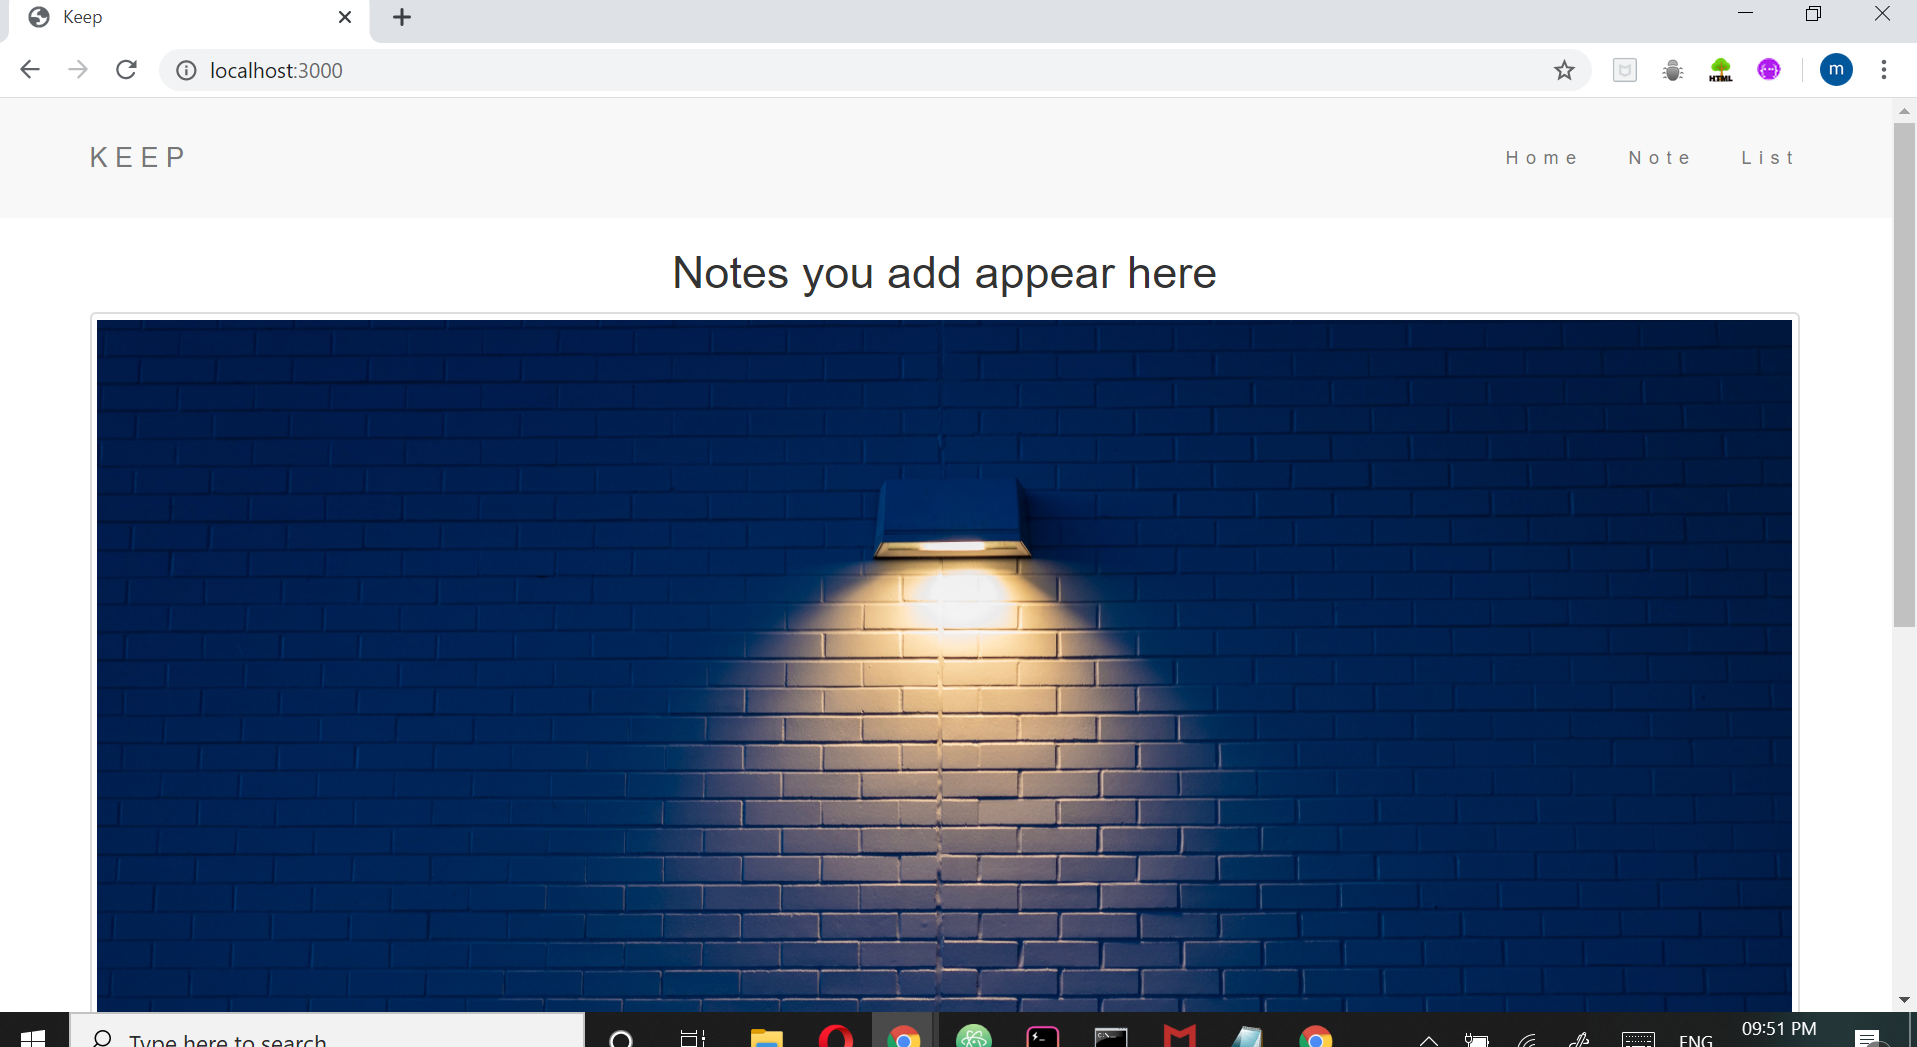 Keep
localhost:3000
HTML
m
KEEP
Home Note List
Notes you add appear here
Type here to search
ENG
09:51 PM